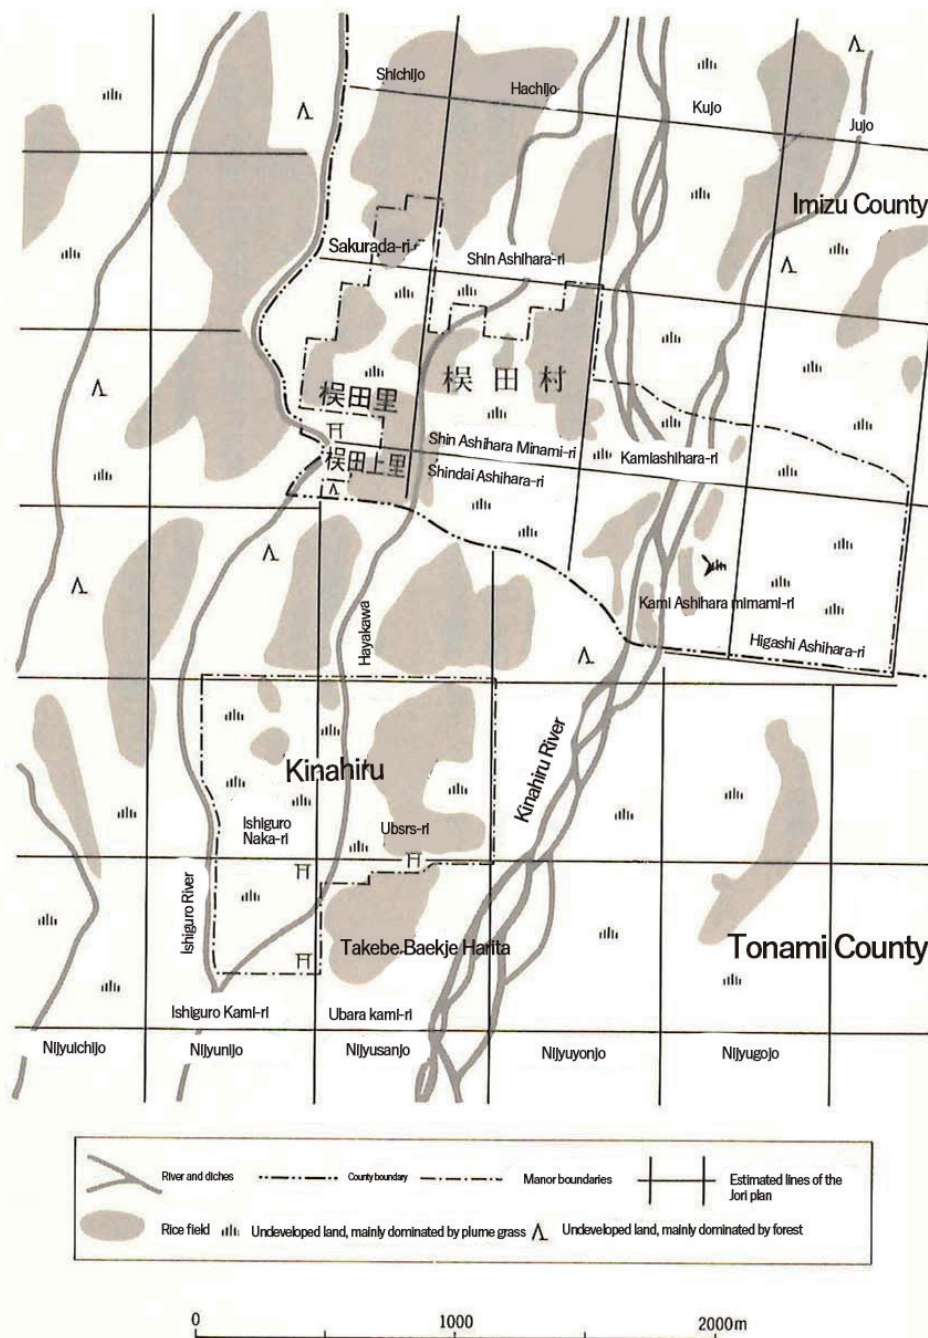 Shichijo
Hachijo
Kujo
Jujo
Imizu County
Sakurada-ri
Shin Ashihara-ri
楔田村
楔田里
Shin Ashihara Minami-ri
Kamlashihara-ri
楔田上里
Shindai Ashihara-ri
Kami Ashihara mimami-ri
Higashi Ashihara-ri
Hayakawa
Kinahiru
Kinahiru River
Ishiguro
Naka-ri
Ubsrs-ri
Ishiguro River
Takebe Baekje Harita
Tonami County
Ishiguro Kami-ri
Ubara kami-ri
Nijyuichijo
Nijyunijo
Nijyusanjo
Nijyuyonjo
Nijyugojo
River and diches
County boundary
Manor boundaries
Estimated lines of the
Jori plan
Rice field
Undeveloped land, mainly dominated by plume grass
Undeveloped land, mainly dominated by forest
0
1000
2000m